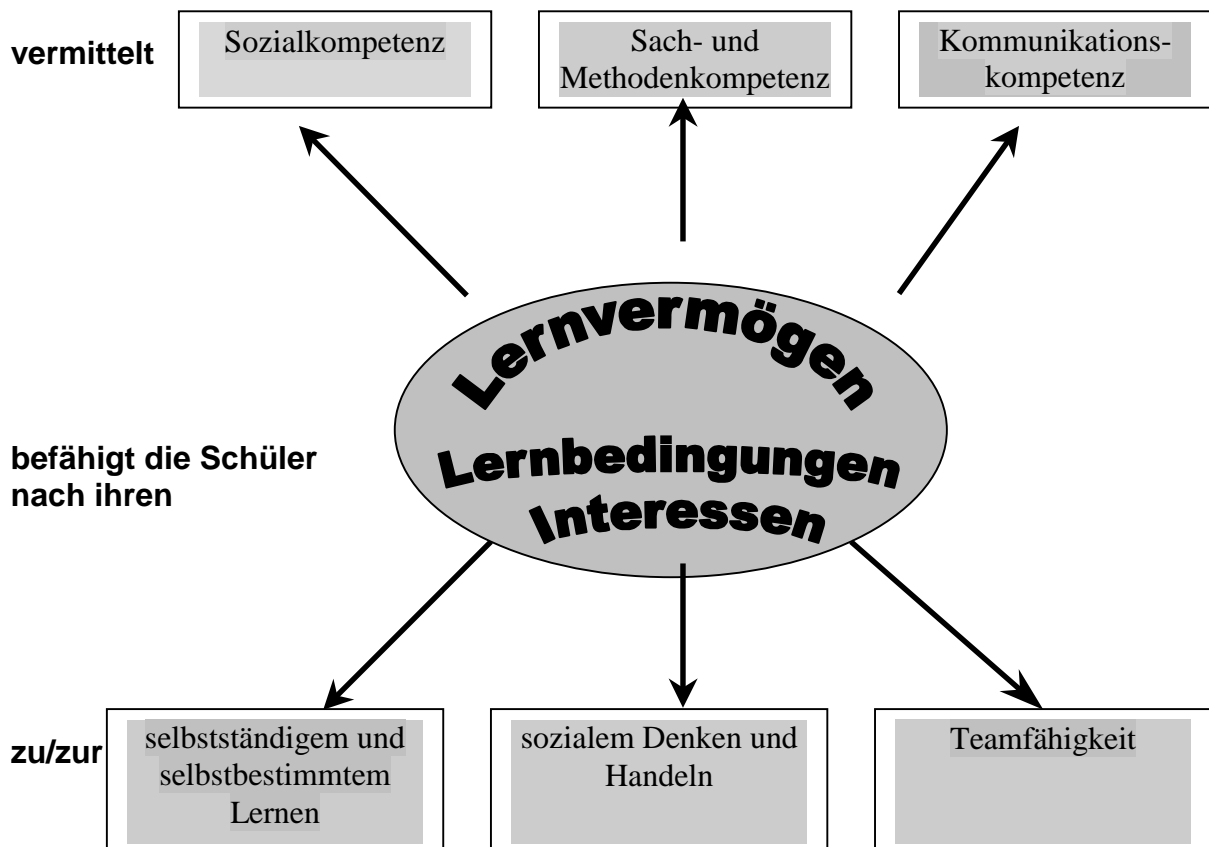 vermittelt
Sozialkompetenz
Sach- und
Methodenkompetenz
Kommunikations-
kompetenz
Lernvermögen
Lernbedingungen
Interessen
befähigt die Schüler
nach ihren
zu/zur
selbstständigem und
selbstbestimmtem
Lernen
sozialem Denken und
Handeln
Teamfähigkeit